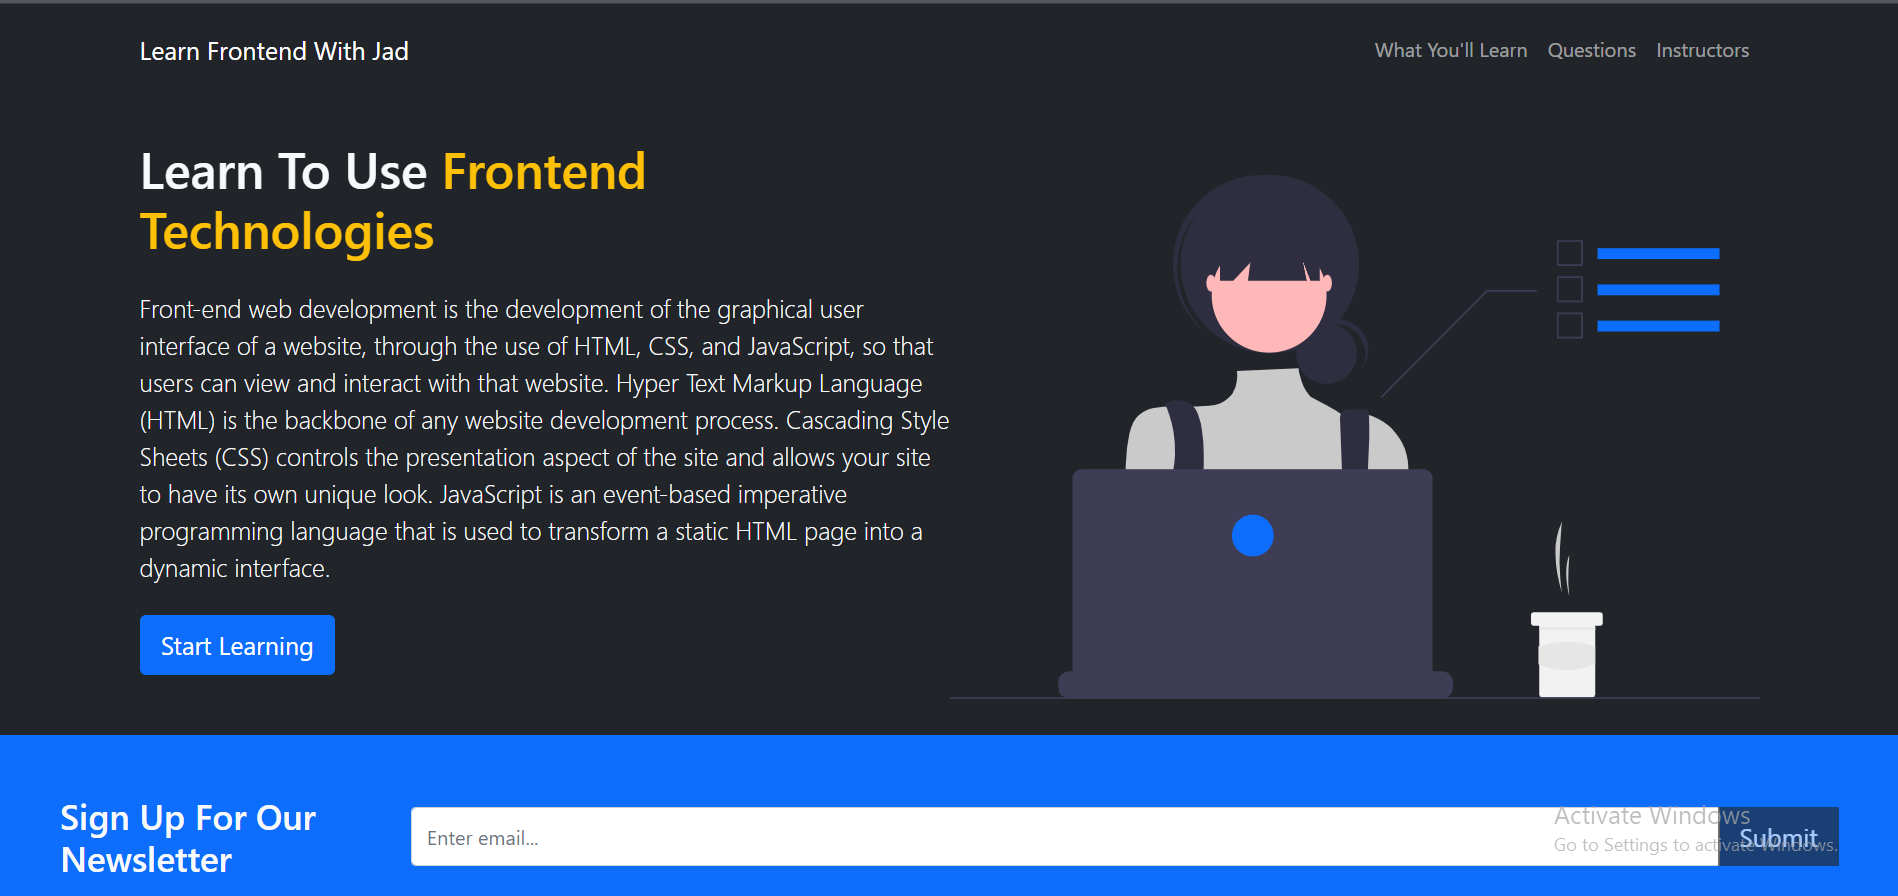 Learn Frontend With Jad
What You'll Learn Questions Instructors
Learn To Use Frontend
Technologies
Front-end web development is the development of the graphical user
interface of a website, through the use of HTML, CSS, and JavaScript, so that
users can view and interact with that website. Hyper Text Markup Language
(HTML) is the backbone of any website development process. Cascading Style
Sheets (CSS) controls the presentation aspect of the site and allows your site
to have its own unique look. JavaScript is an event-based imperative
programming language that is used to transform a static HTML page into a
dynamic interface.
Start Learning
Sign Up For Our
Newsletter
Enter email...
Submit
Activate Windows
Go to Settings to activate Windows.